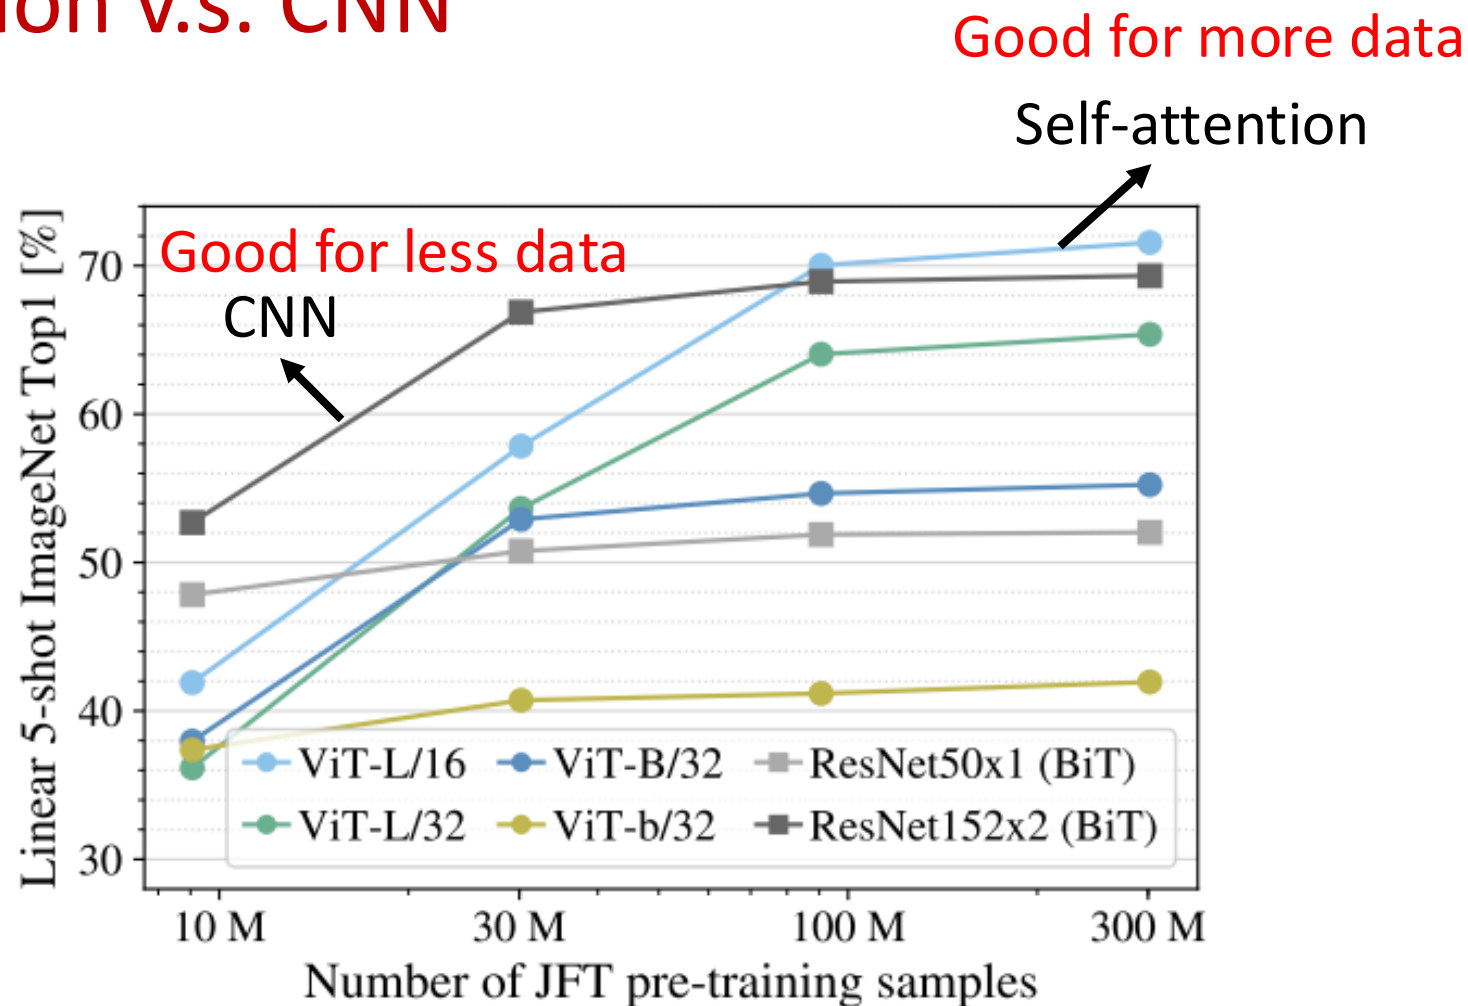 v.s. CNN
Good for more data
Self-attention
Good for less data
CNN
Linear 5-shot ImageNet Top1 [%]
70
60
50
40
30
ViT-L/16 ViT-B/32 ResNet50x1 (BiT)
ViT-L/32 ViT-b/32 ResNet152x2 (BiT)
10 M 30 M 100 M 300 M
Number of JFT pre-training samples